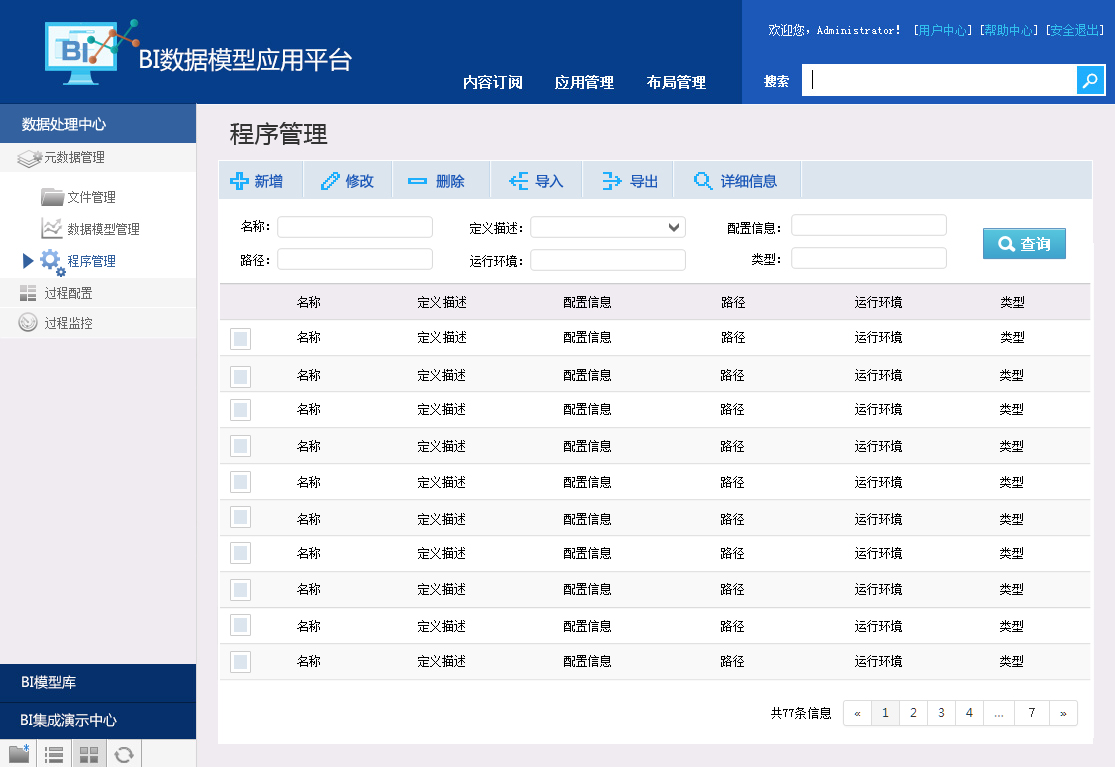 欢迎您，Administrator！ [用户中心] [帮助中心] [安全退出]
BI
BI数据模型应用平台
内容订阅 应用管理 布局管理
搜索
数据处理中心
元数据管理
文件管理
数据模型管理
程序管理
过程配置
过程监控
BI模型库
BI集成演示中心
程序管理
新增 修改 删除 导入 导出 详细信息
名称： 定义描述： 配置信息：
路径： 运行环境： 类型：
查询
名称 定义描述 配置信息 路径 运行环境 类型
名称 定义描述 配置信息 路径 运行环境 类型
名称 定义描述 配置信息 路径 运行环境 类型
名称 定义描述 配置信息 路径 运行环境 类型
名称 定义描述 配置信息 路径 运行环境 类型
名称 定义描述 配置信息 路径 运行环境 类型
名称 定义描述 配置信息 路径 运行环境 类型
名称 定义描述 配置信息 路径 运行环境 类型
名称 定义描述 配置信息 路径 运行环境 类型
名称 定义描述 配置信息 路径 运行环境 类型
名称 定义描述 配置信息 路径 运行环境 类型
共77条信息 « 1 2 3 4 ... 7 »